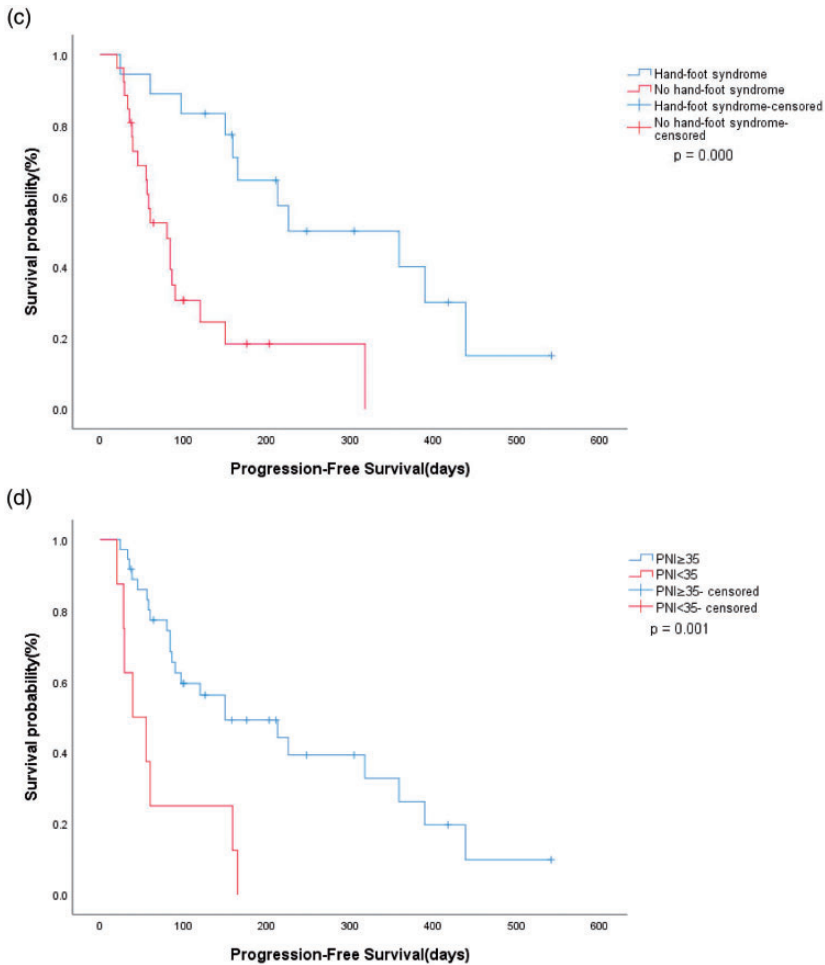 (c)
1.0
0.8
0.6
0.4
0.2
0.0
Survival probability(%)
0
100
200
300
400
500
600
Progression-Free Survival(days)
Hand-foot syndrome
No hand-foot syndrome
Hand-foot syndrome-censored
No hand-foot syndrome-
censored
p = 0.000
(d)
1.0
0.8
0.6
0.4
0.2
0.0
Survival probability(%)
0
100
200
300
400
500
600
Progression-Free Survival(days)
PNI≥35
PNI<35
PNI≥35- censored
PNI<35- censored
p = 0.001